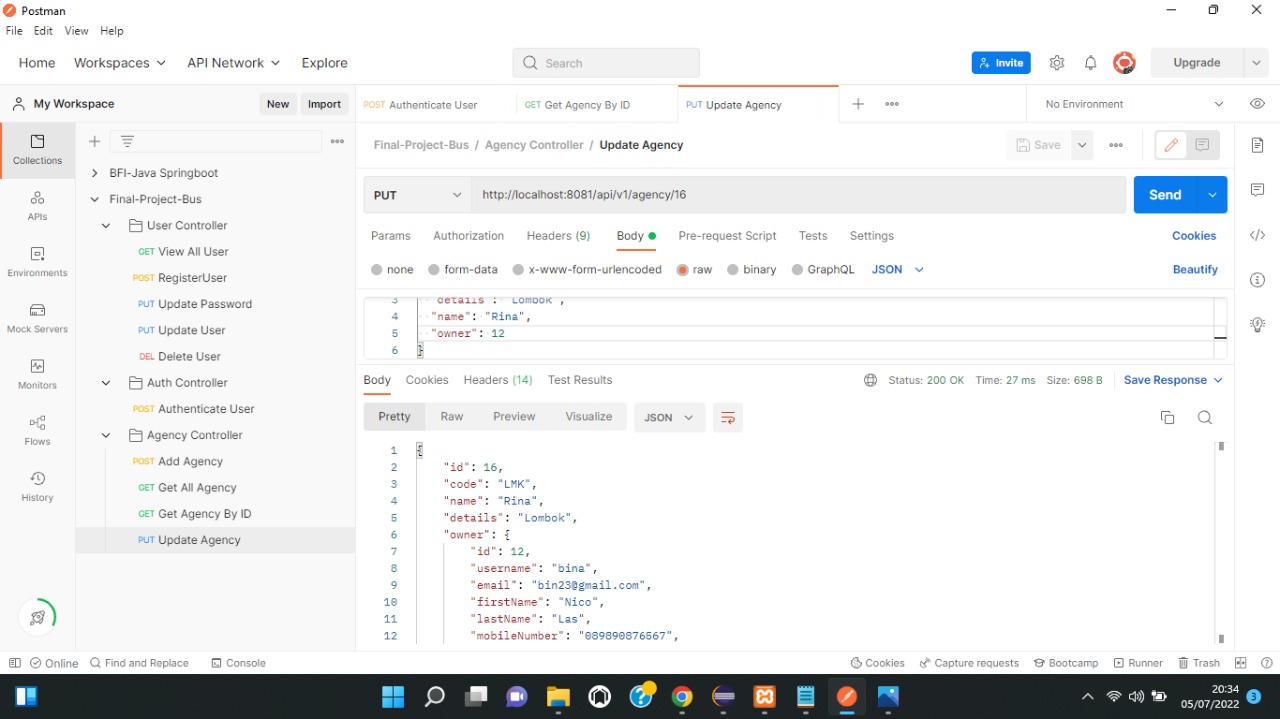 Postman
File Edit View Help
Home Workspaces API Network Explore Search Invite Upgrade
My Workspace New Import
POST Authenticate User GET Get Agency By ID PUT Update Agency No Environment
Collections
APIs
Environments
Mock Servers
Monitors
Flows
History
BFI-Java Springboot
Final-Project-Bus
User Controller
GET View All User
POST RegisterUser
PUT Update Password
PUT Update User
DEL Delete User
Auth Controller
POST Authenticate User
Agency Controller
POST Add Agency
GET Get All Agency
GET Get Agency By ID
PUT Update Agency
Final-Project-Bus / Agency Controller / Update Agency Save
PUT http://localhost:8081/api/v1/agency/16 Send
Params Authorization Headers (9) Body Pre-request Script Tests Settings Cookies
none form-data x-www-form-urlencoded raw binary GraphQL JSON Beautify
3 "details": "Lombok",
4 "name": "Rina",
5 "owner": 12
6 }
Body Cookies Headers (14) Test Results Status: 200 OK Time: 27 ms Size: 698 B Save Response
Pretty Raw Preview Visualize JSON
1 {
2 "id": 16,
3 "code": "LMK",
4 "name": "Rina",
5 "details": "Lombok",
6 "owner": {
7 "id": 12,
8 "username": "bina",
9 "email": "bin23@gmail.com",
10 "firstName": "Nico",
11 "lastName": "Las",
12 "mobileNumber": "089890876567",
Online Find and Replace Console Cookies Capture requests Bootcamp Runner Trash
20:34
05/07/2022 3